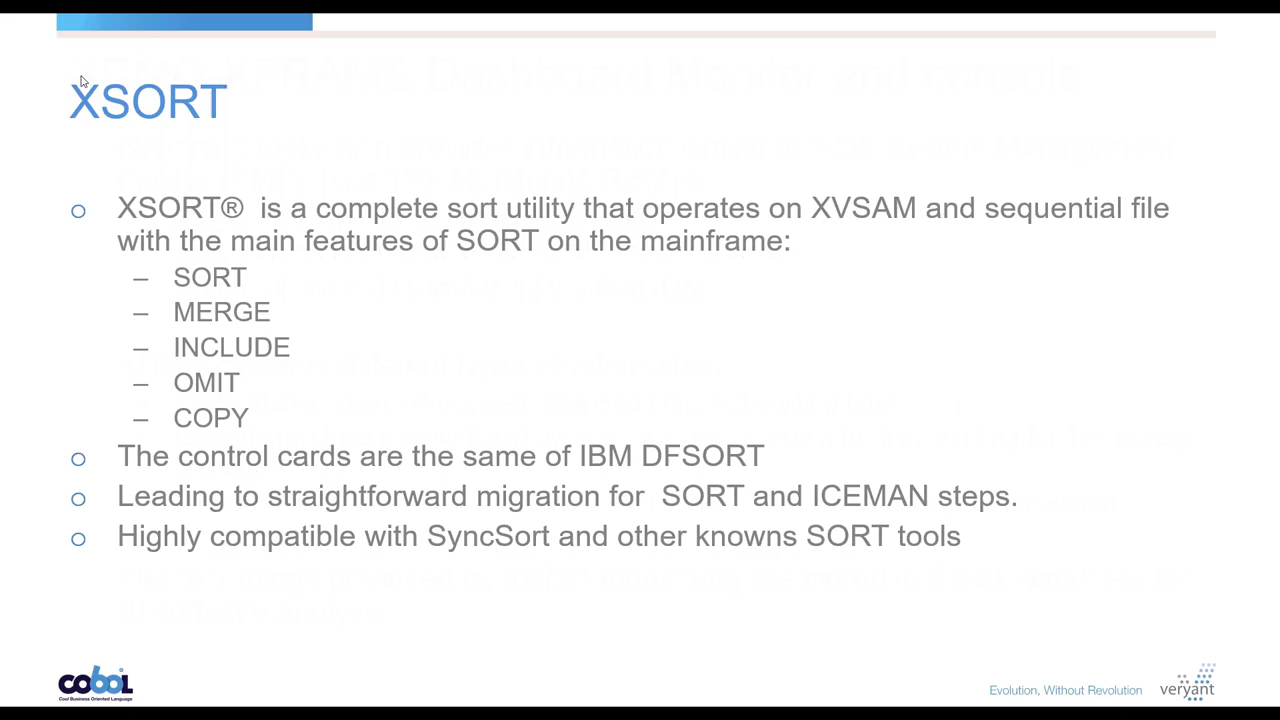 XSORT
XSORT® is a complete sort utility that operates on XVSAM and sequential file
with the main features of SORT on the mainframe:
– SORT
– MERGE
– INCLUDE
– OMIT
– COPY
The control cards are the same of IBM DFSORT
Leading to straightforward migration for SORT and ICEMAN steps.
Highly compatible with SyncSort and other knowns SORT tools
cobol
Cool Business Oriented Language
Evolution, Without Revolution
veryant